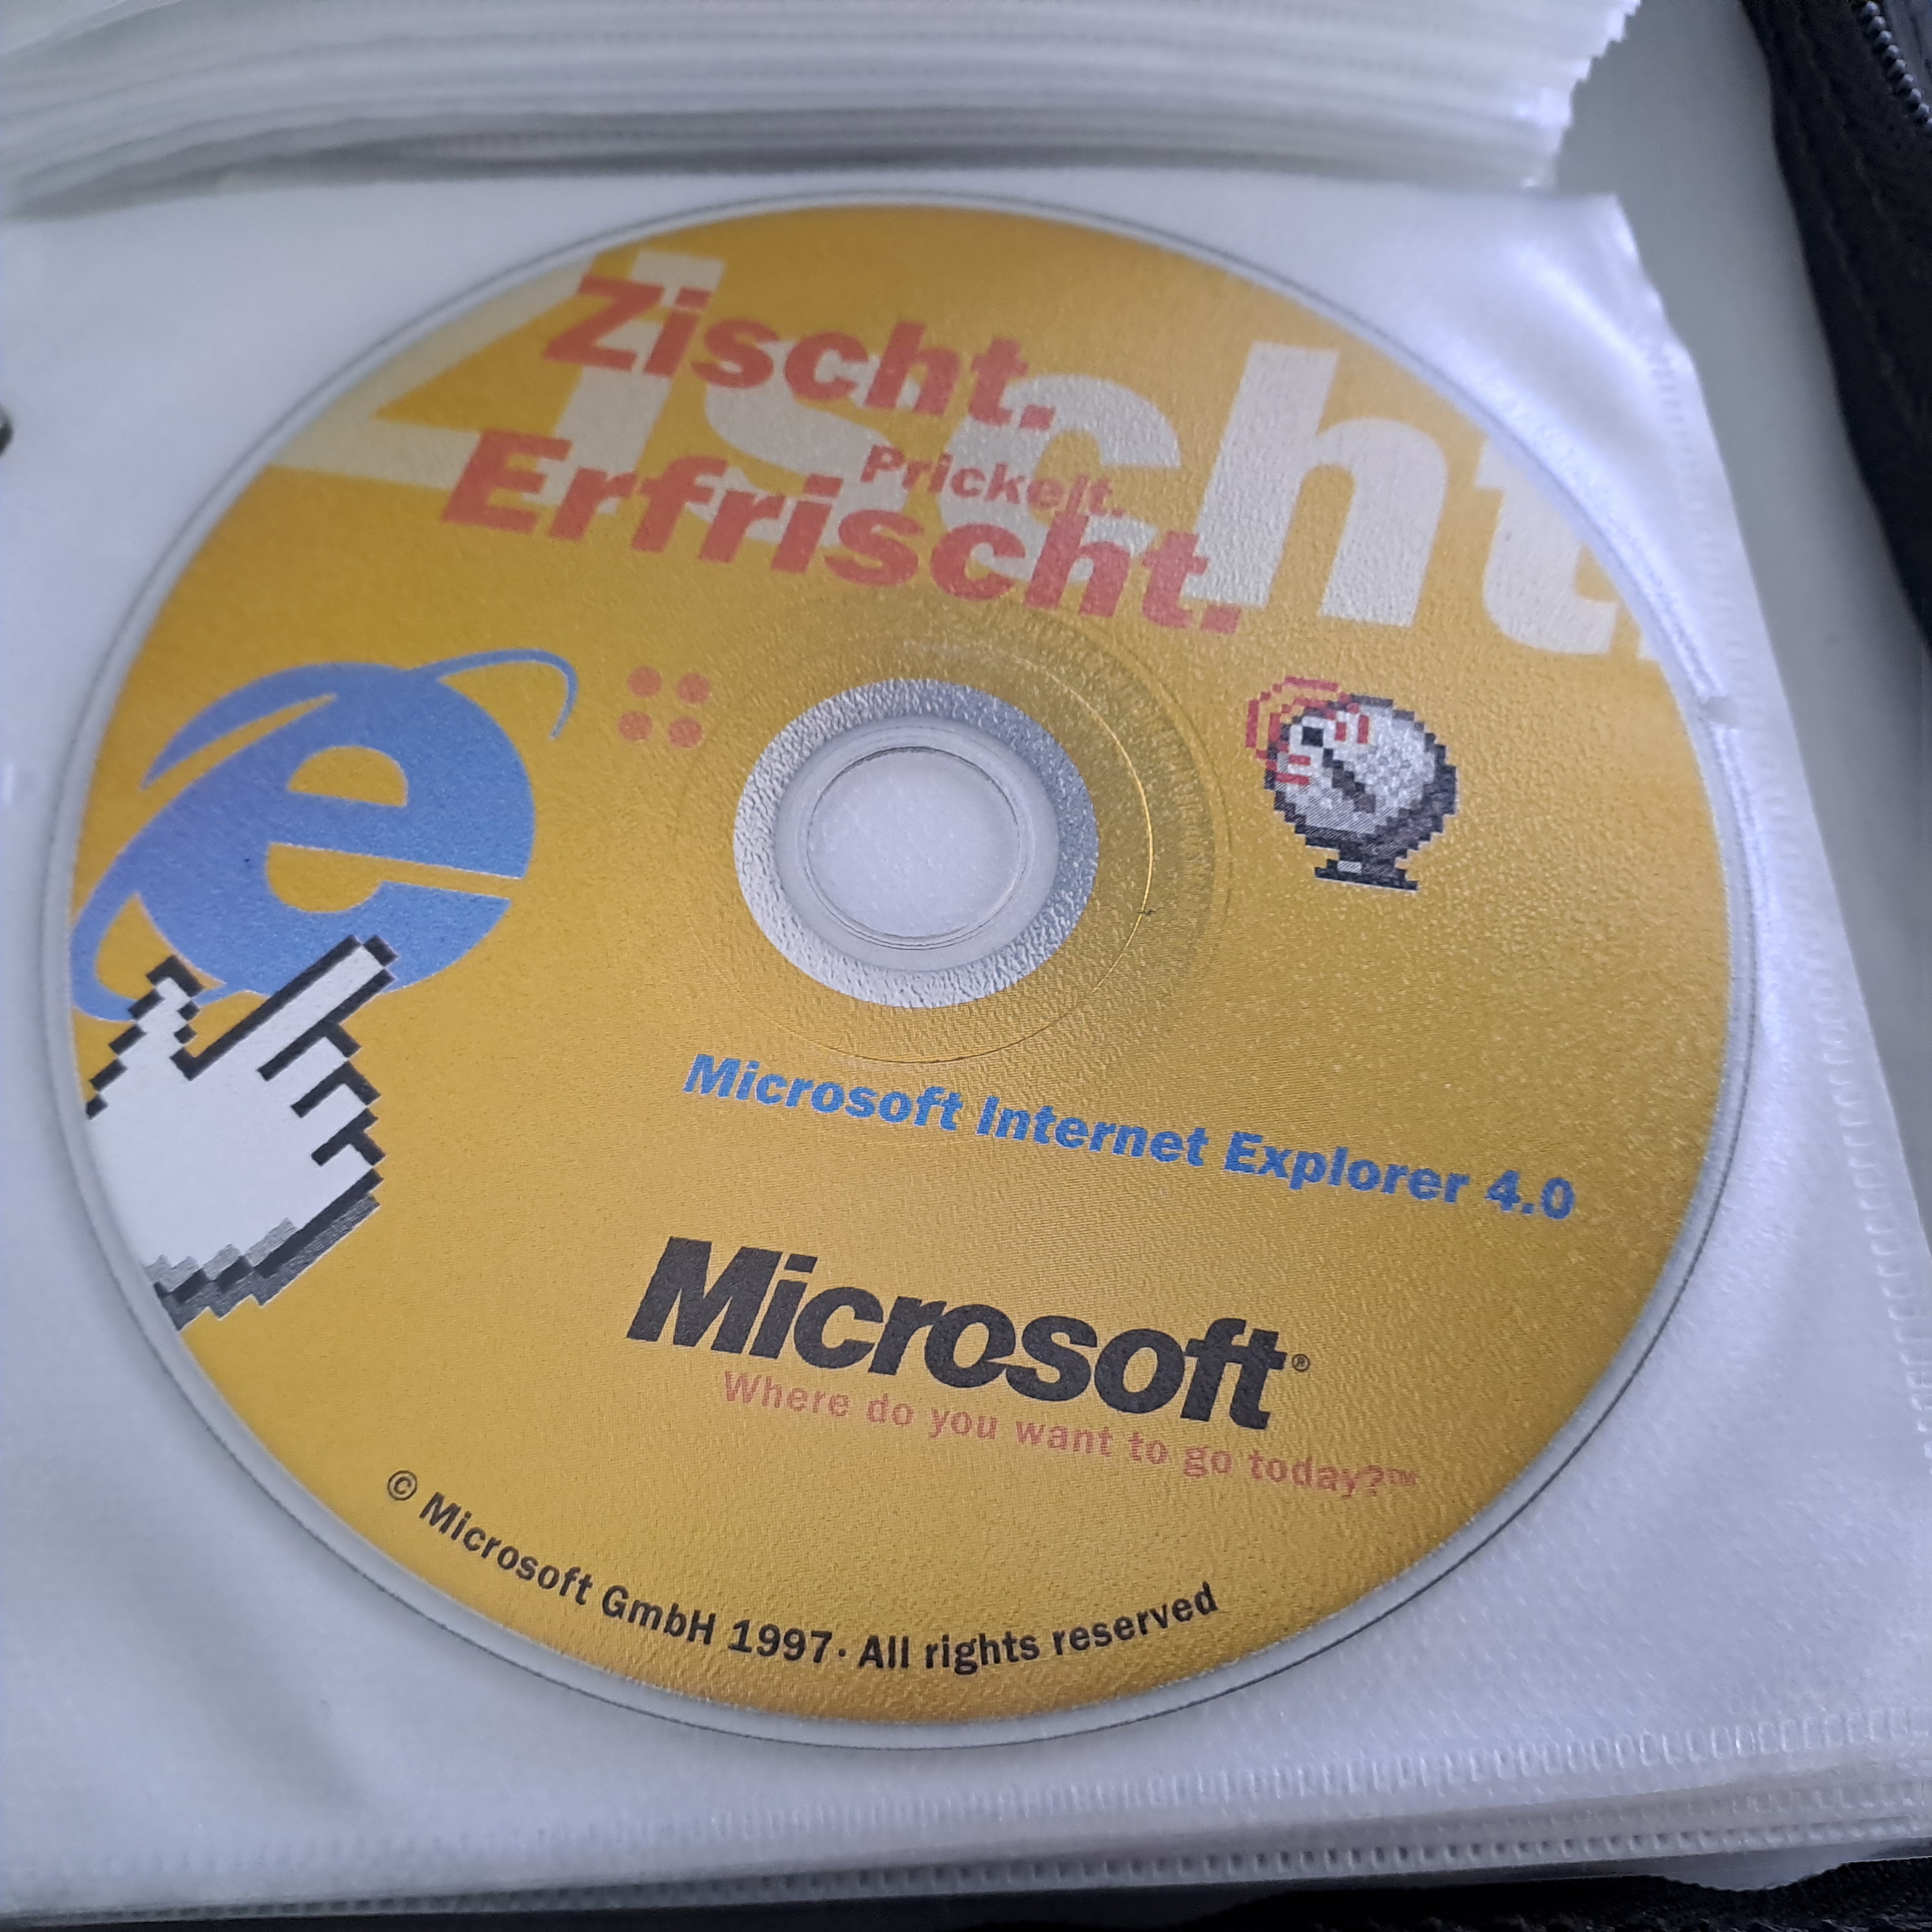 Zischt.
Zischt.
Prickelt.
Erfrischt.
Microsoft Internet Explorer 4.0
Microsoft®
Where do you want to go today?™
© Microsoft GmbH 1997. All rights reserved